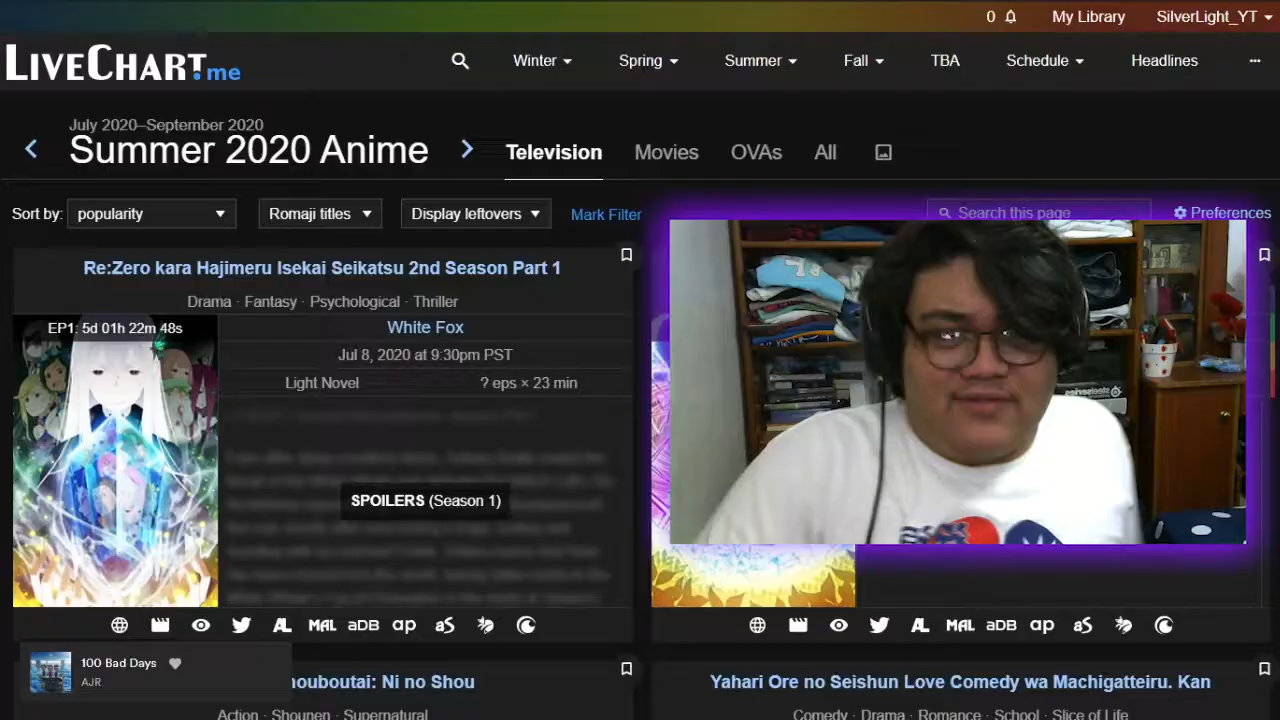 0
My Library
SilverLight_YT
LIVECHART.me
Winter
Spring
Summer
Fall
TBA
Schedule
Headlines
July 2020–September 2020
Summer 2020 Anime
Television
Movies
OVAs
All
Sort by:
popularity
Romaji titles
Display leftovers
Mark Filter
Search this page
Preferences
Re:Zero kara Hajimeru Isekai Seikatsu 2nd Season Part 1
Drama · Fantasy · Psychological · Thriller
EP1: 5d 01h 22m 48s
White Fox
Jul 8, 2020 at 9:30pm PST
Light Novel
? eps × 23 min
SPOILERS (Season 1)
AL
MAL
aDB
ap
aS
AL
MAL
aDB
ap
aS
100 Bad Days
AJR
houboutai: Ni no Shou
Action · Shounen · Supernatural
Yahari Ore no Seishun Love Comedy wa Machigatteiru. Kan
Comedy · Drama · Romance · School · Slice of Life